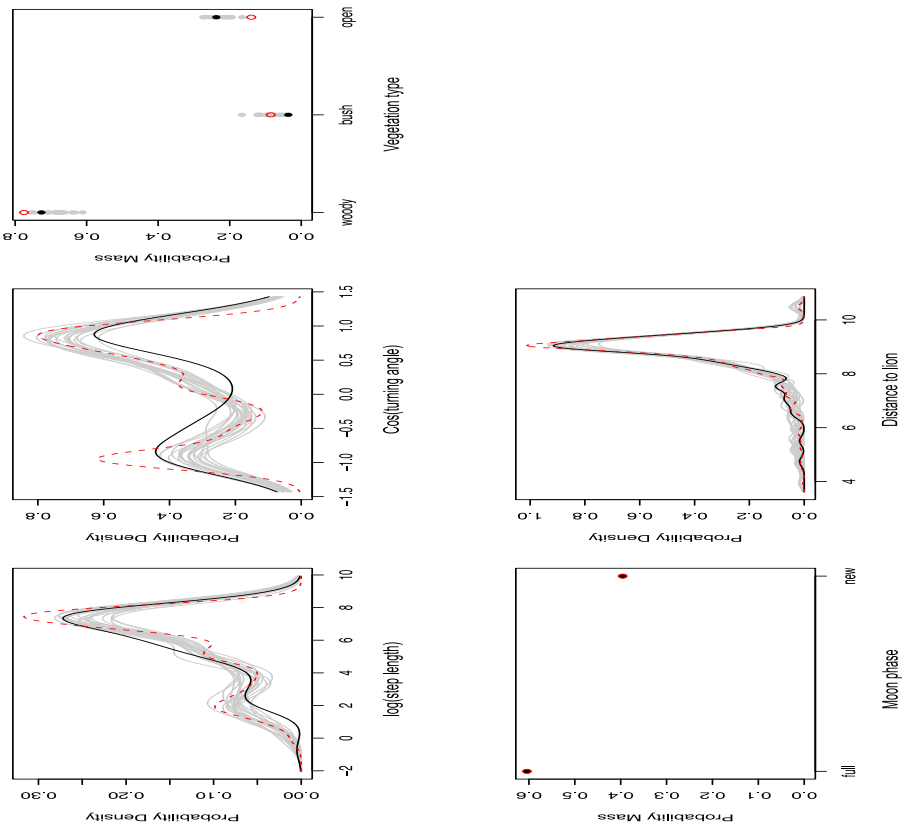 Probability Density
0.30 0.20 0.10 0.00
−2 0 2 4 6 8 10
log(step length)
Probability Density
0.8 0.6 0.4 0.2 0.0
−1.5 −1.0 −0.5 0.0 0.5 1.0 1.5
Cos(turning angle)
Probability Mass
0.8 0.6 0.4 0.2 0.0
woody bush open
Vegetation type
Probability Mass
0.6 0.5 0.4 0.3 0.2 0.1 0.0
full new
Moon phase
Probability Density
1.0 0.8 0.6 0.4 0.2 0.0
4 6 8 10
Distance to lion